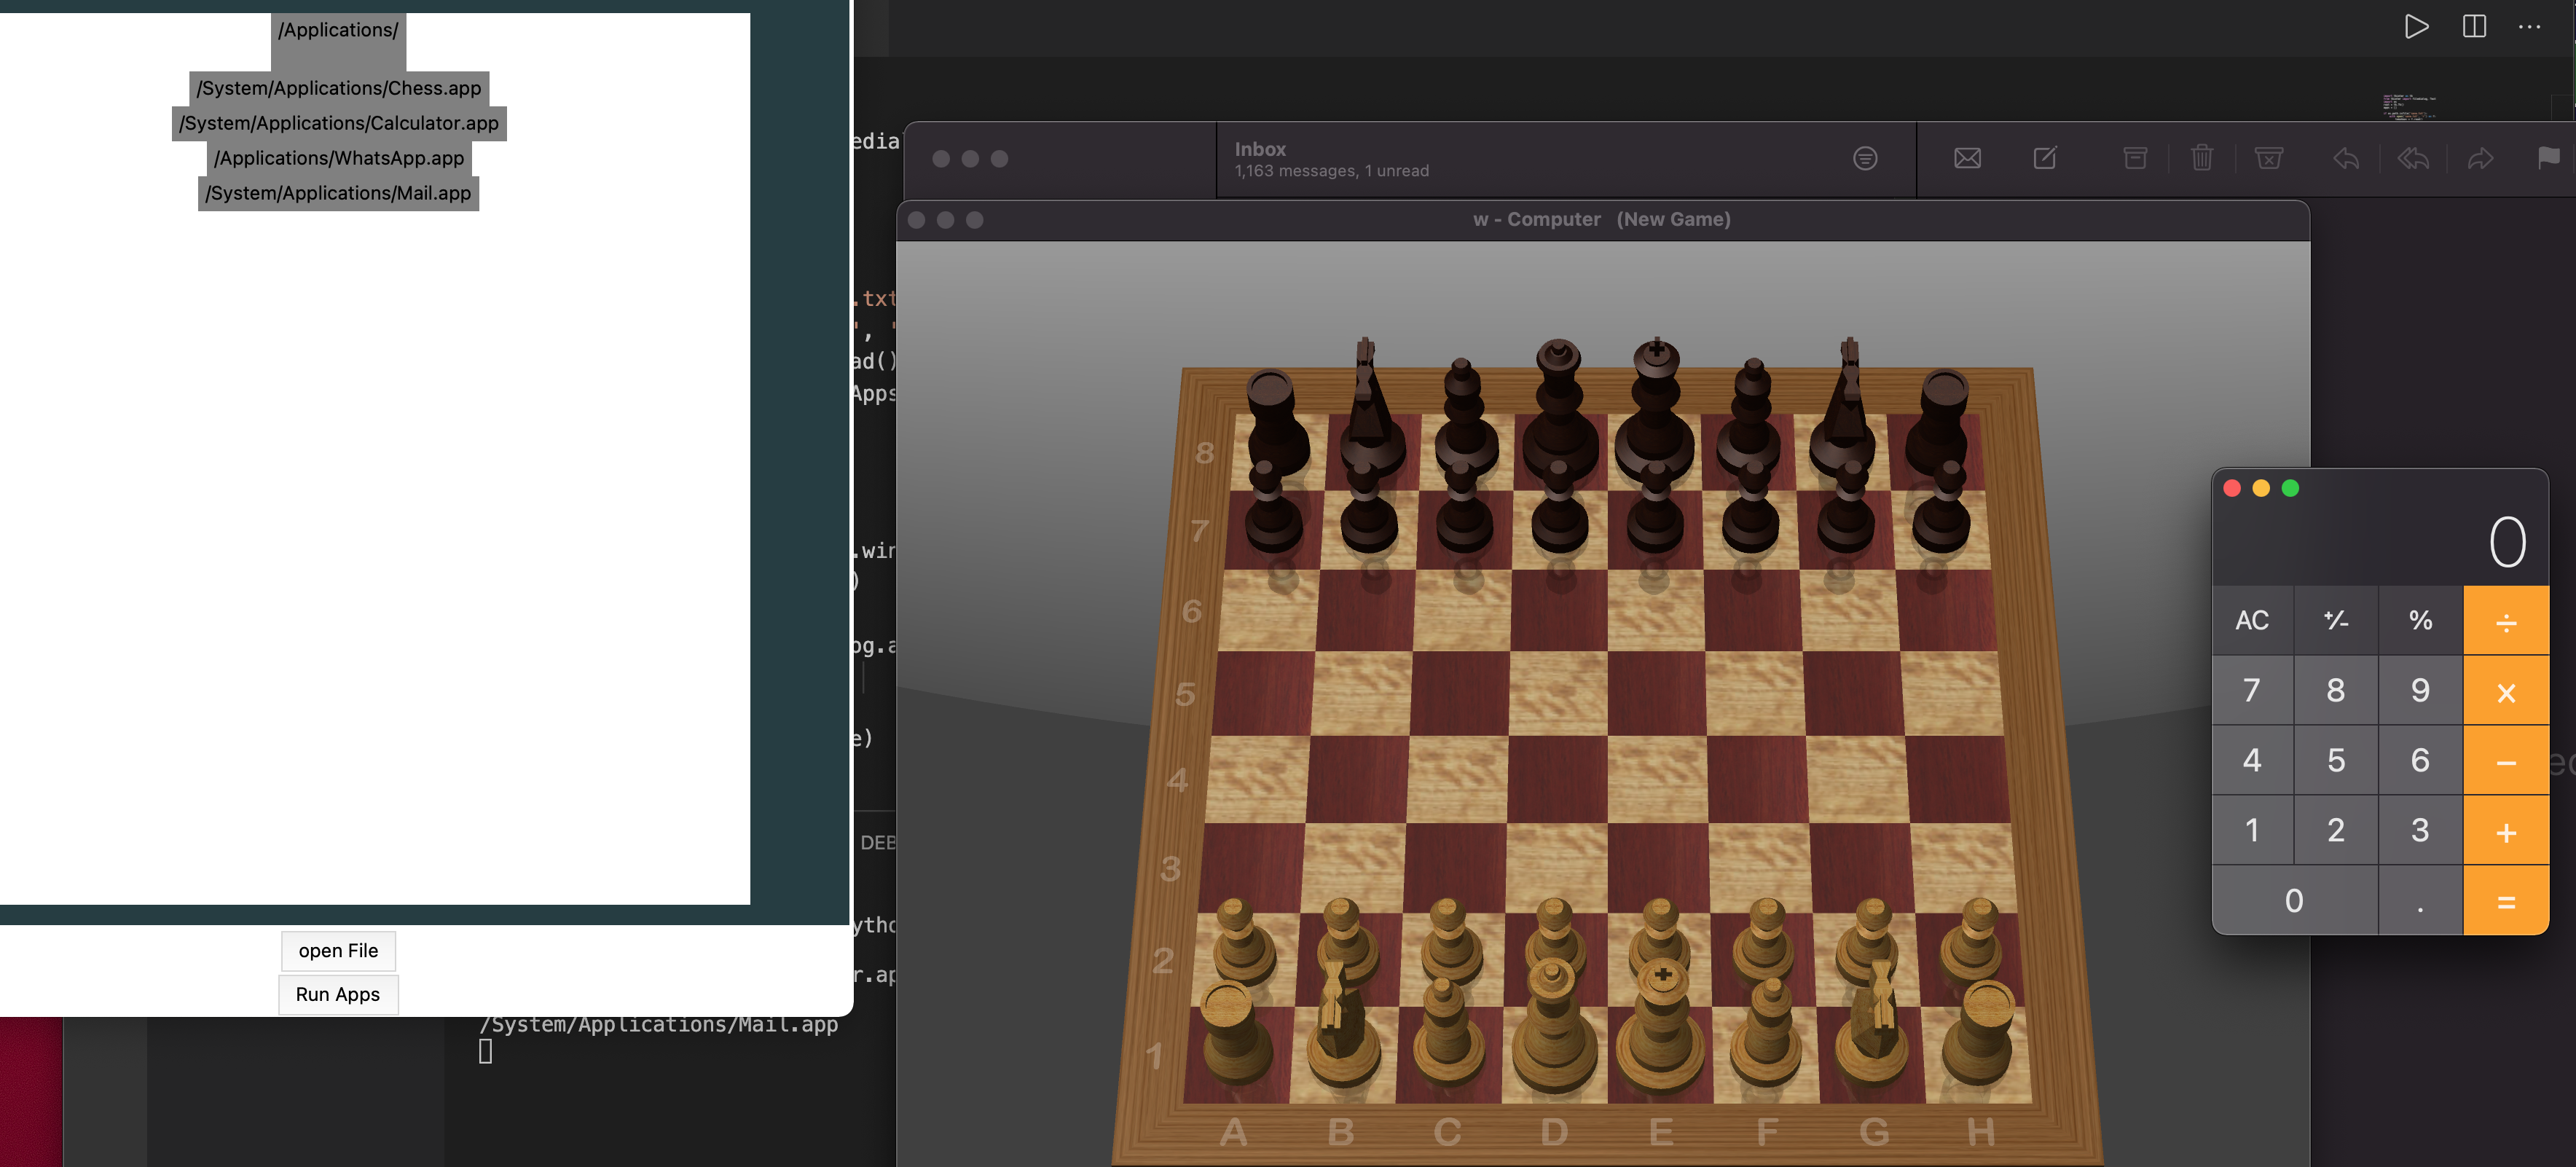 /Applications/
/System/Applications/Chess.app
/System/Applications/Calculator.app
/Applications/WhatsApp.app
/System/Applications/Mail.app
open File
Run Apps
edia
.txt
',
ad()
Apps
.win
)
og.a
e)
DEB
ytho
r.ap
/System/Applications/Mail.app
Inbox
1,163 messages, 1 unread
w - Computer (New Game)
8
7
6
5
4
3
2
1
A B C D E F G H
0
AC +/- % ÷
7 8 9 ×
4 5 6 −
1 2 3 +
0 . =